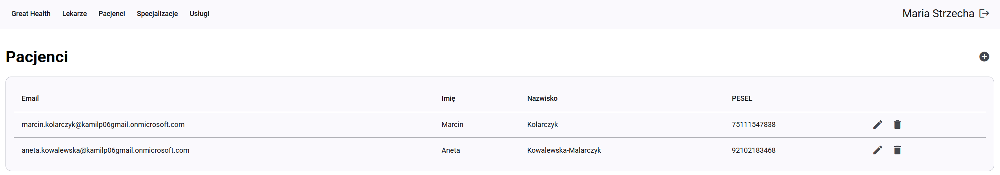 Great Health Lekarze Pacjenci Specjalizacje Usługi Maria Strzecha
Pacjenci
Email Imię Nazwisko PESEL
marcin.kolarczyk@kamilp06gmail.onmicrosoft.com Marcin Kolarczyk 75111547838
aneta.kowalewska@kamilp06gmail.onmicrosoft.com Aneta Kowalewska-Malarczyk 92102183468